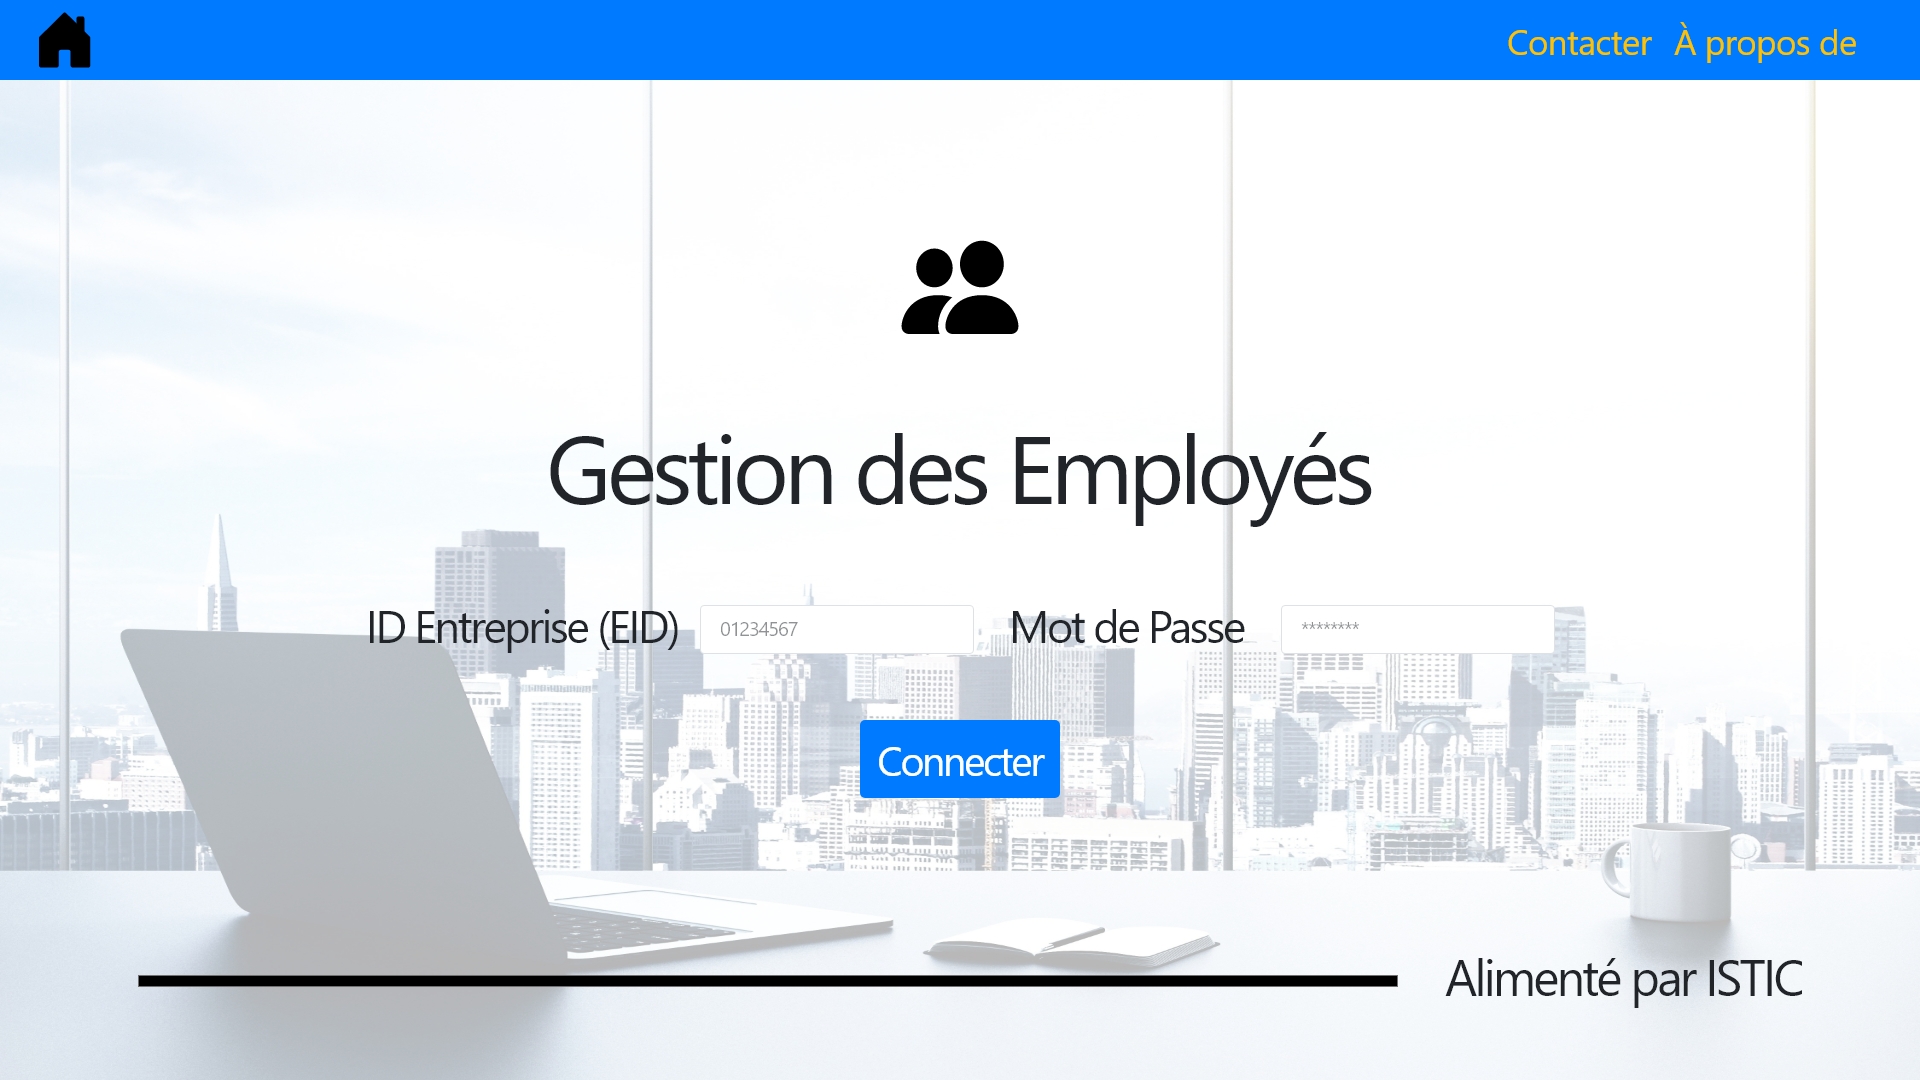 Contacter À propos de
Gestion des Employés
ID Entreprise (EID) 01234567 Mot de Passe ********
Connecter
Alimenté par ISTIC